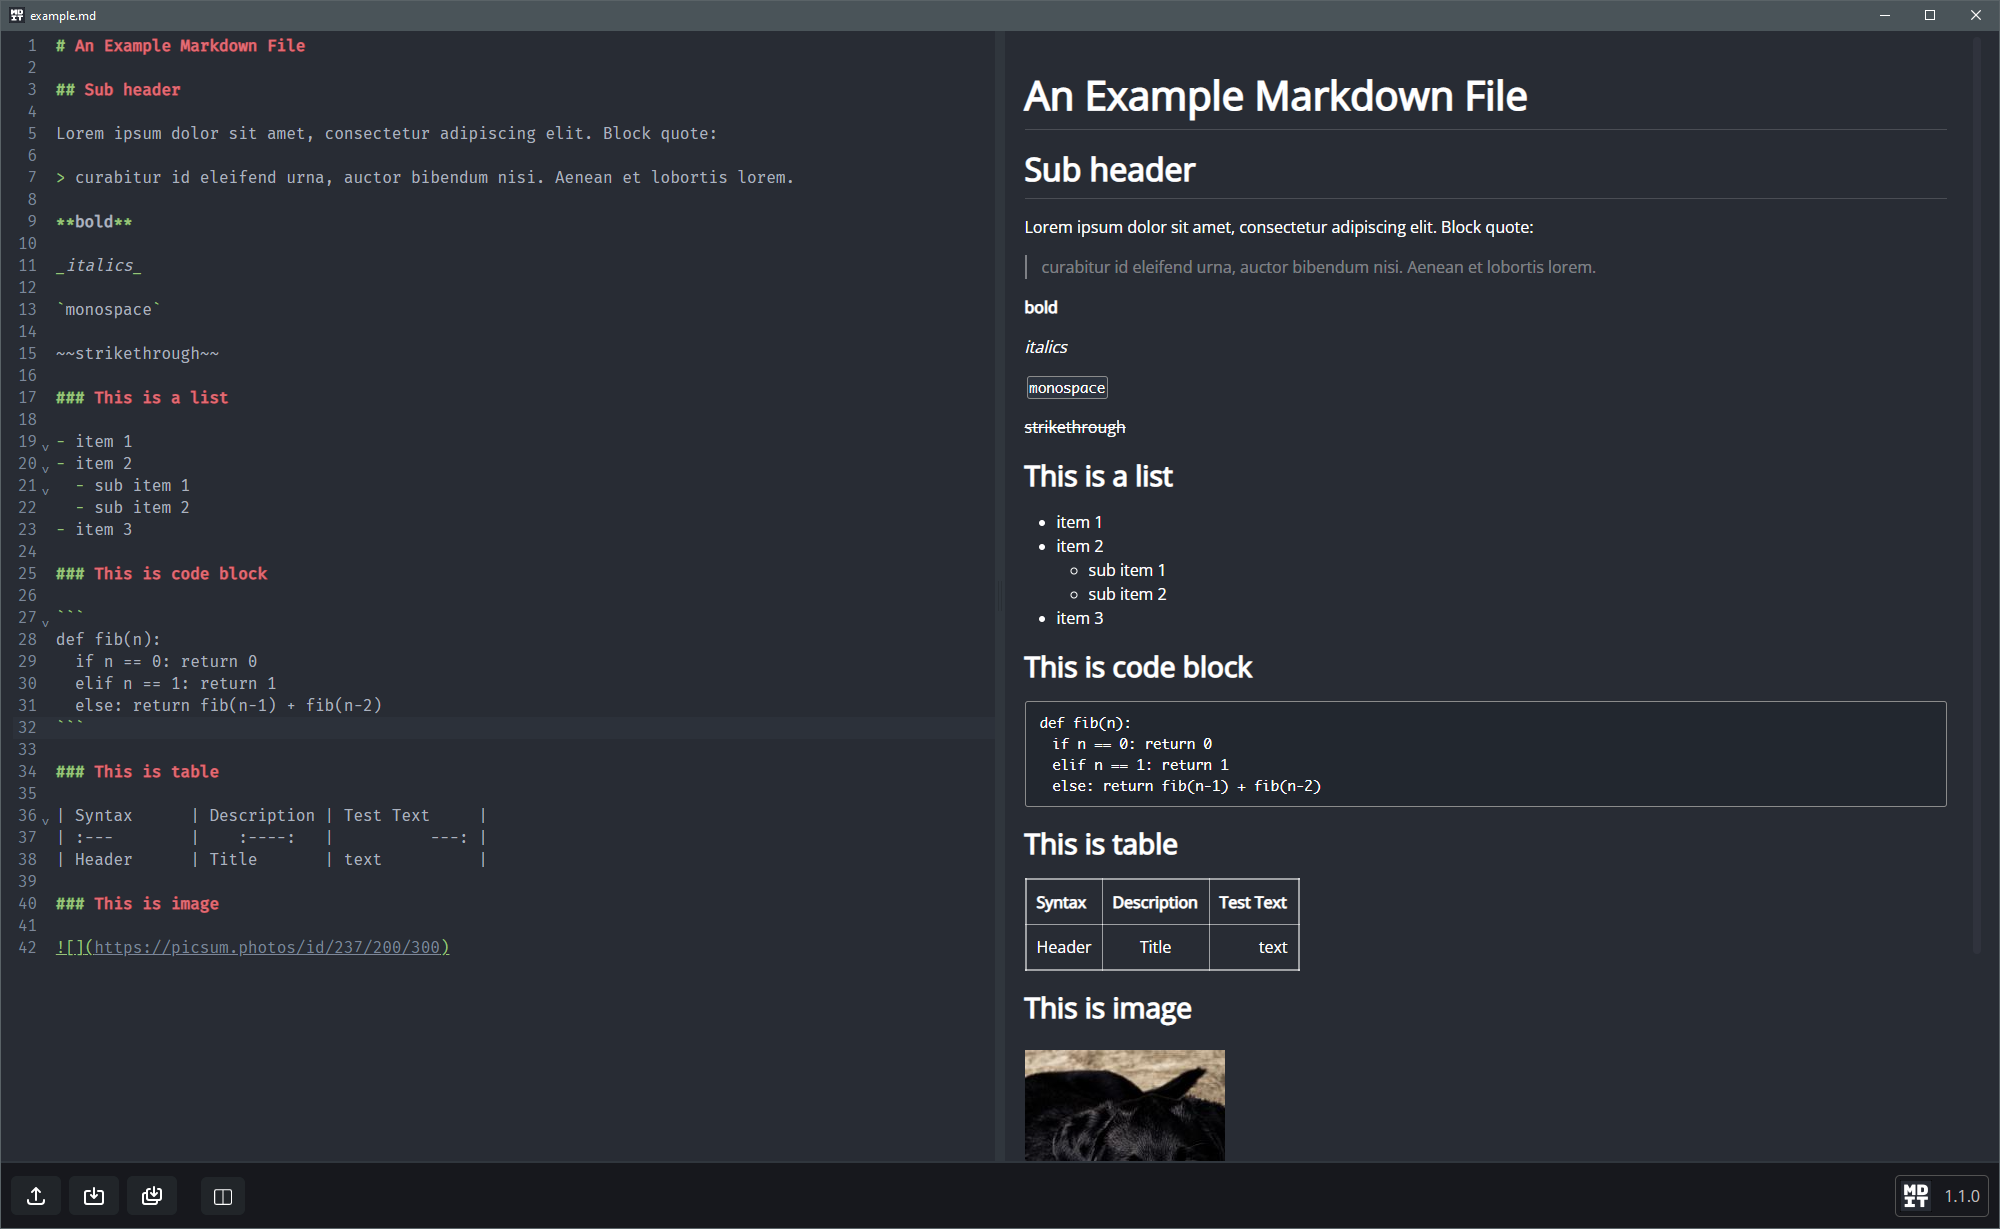 example.md
1 # An Example Markdown File
2
3 ## Sub header
4
5 Lorem ipsum dolor sit amet, consectetur adipiscing elit. Block quote:
6
7 > curabitur id eleifend urna, auctor bibendum nisi. Aenean et lobortis lorem.
8
9 **bold**
10
11 _italics_
12
13 `monospace`
14
15 ~~strikethrough~~
16
17 ### This is a list
18
19 - item 1
20 - item 2
21   - sub item 1
22   - sub item 2
23 - item 3
24
25 ### This is code block
26
27 ```
28 def fib(n):
29   if n == 0: return 0
30   elif n == 1: return 1
31   else: return fib(n-1) + fib(n-2)
32 ```
33
34 ### This is table
35
36 | Syntax      | Description | Test Text     |
37 | :---        |    :----:   |          ---: |
38 | Header      | Title       | text          |
39
40 ### This is image
41
42 ![](https://picsum.photos/id/237/200/300)
An Example Markdown File
Sub header
Lorem ipsum dolor sit amet, consectetur adipiscing elit. Block quote:
curabitur id eleifend urna, auctor bibendum nisi. Aenean et lobortis lorem.
bold
italics
monospace
strikethrough
This is a list
• item 1
• item 2
◦ sub item 1
◦ sub item 2
• item 3
This is code block
def fib(n):
  if n == 0: return 0
  elif n == 1: return 1
  else: return fib(n-1) + fib(n-2)
This is table
Syntax Description Test Text
Header Title text
This is image
MD
IT
1.1.0